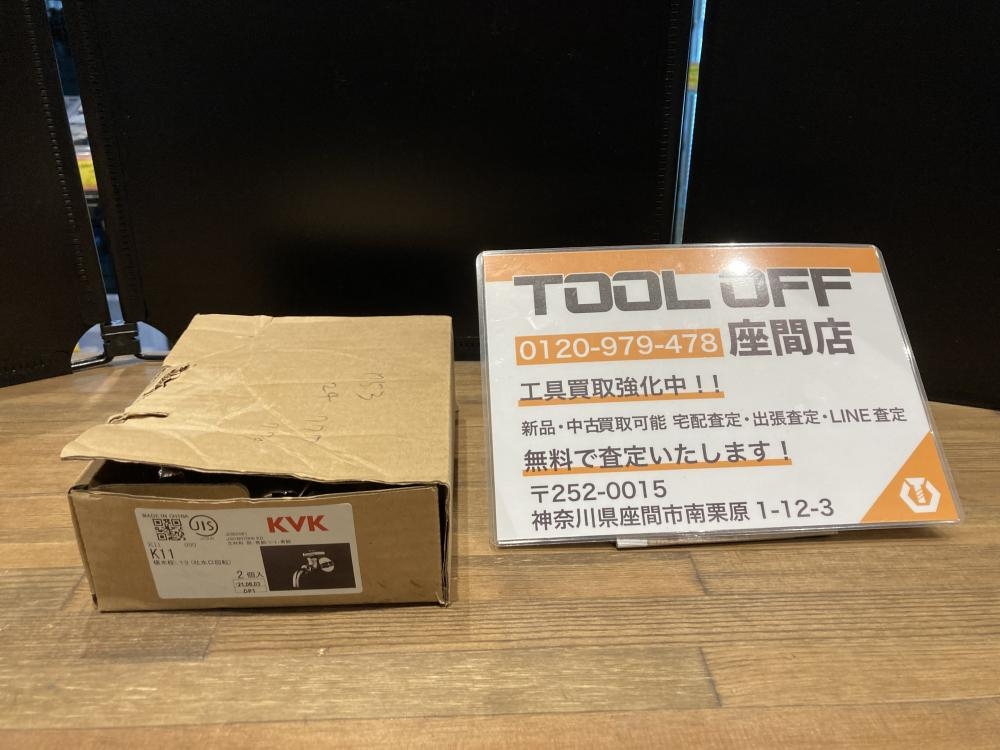 TOOL OFF
0120-979-478 座間店
工具買取強化中!!
新品・中古買取可能 宅配査定・出張査定・LINE査定
無料で査定いたします!
〒252-0015
神奈川県座間市南栗原1-12-3
MADE IN CHINA
JIS
KVK
K11
2個入
21.08.03